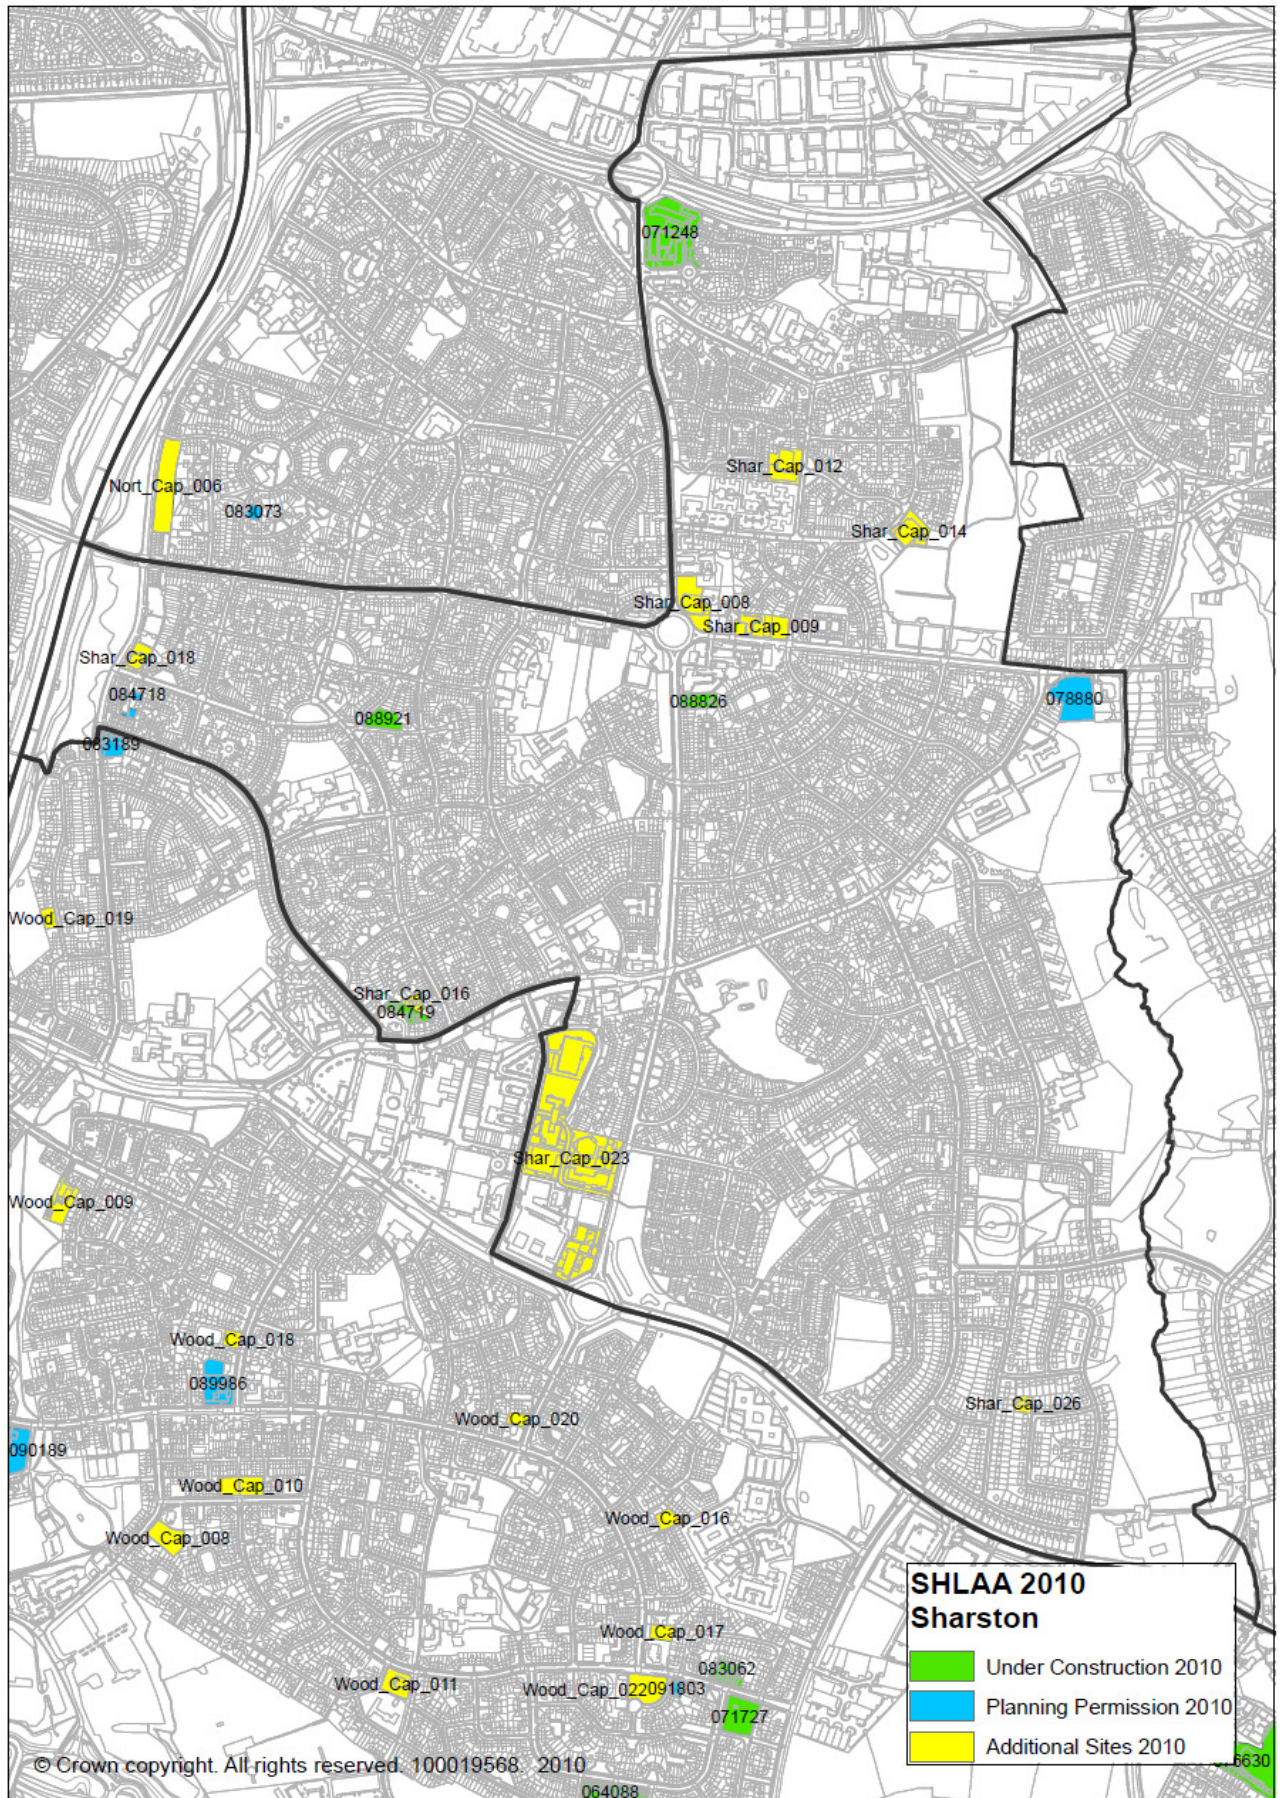 071248
Shar_Cap_012
Nort_Cap_006
083073
Shar_Cap_014
Shar_Cap_008
Shar_Cap_009
Shar_Cap_018
084718
088826
078880
088921
083189
Wood_Cap_019
Shar_Cap_016
084719
Shar_Cap_023
Wood_Cap_009
Wood_Cap_018
089986
Shar_Cap_026
Wood_Cap_020
090189
Wood_Cap_010
Wood_Cap_016
Wood_Cap_008
SHLAA 2010
Sharston
Under Construction 2010
Planning Permission 2010
Additional Sites 2010
Wood_Cap_017
083062
Wood_Cap_011
Wood_Cap_022
091803
071727
© Crown copyright. All rights reserved. 100019568. 2010
064088